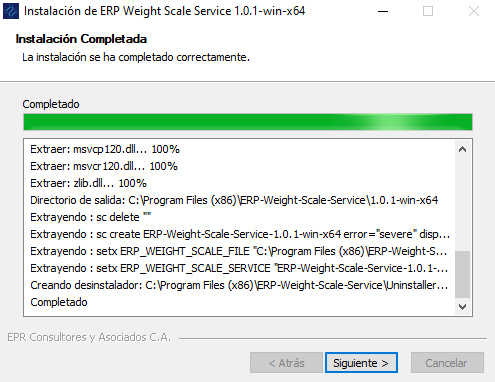 Instalación de ERP Weight Scale Service 1.0.1-win-x64
Instalación Completada
La instalación se ha completado correctamente.
Completado
Extraer: msvcp120.dll... 100%
Extraer: msvcr120.dll... 100%
Extraer: zlib.dll... 100%
Directorio de salida: C:\Program Files (x86)\ERP-Weight-Scale-Service\1.0.1-win-x64
Extrayendo : sc delete ""
Extrayendo : sc create ERP-Weight-Scale-Service-1.0.1-win-x64 error="severe" disp...
Extrayendo : setx ERP_WEIGHT_SCALE_FILE "C:\Program Files (x86)\ERP-Weight-S...
Extrayendo : setx ERP_WEIGHT_SCALE_SERVICE "ERP-Weight-Scale-Service-1.0.1-...
Creando desinstalador: C:\Program Files (x86)\ERP-Weight-Scale-Service\Uninstaller...
Completado
EPR Consultores y Asociados C.A.
< Atrás
Siguiente >
Cancelar